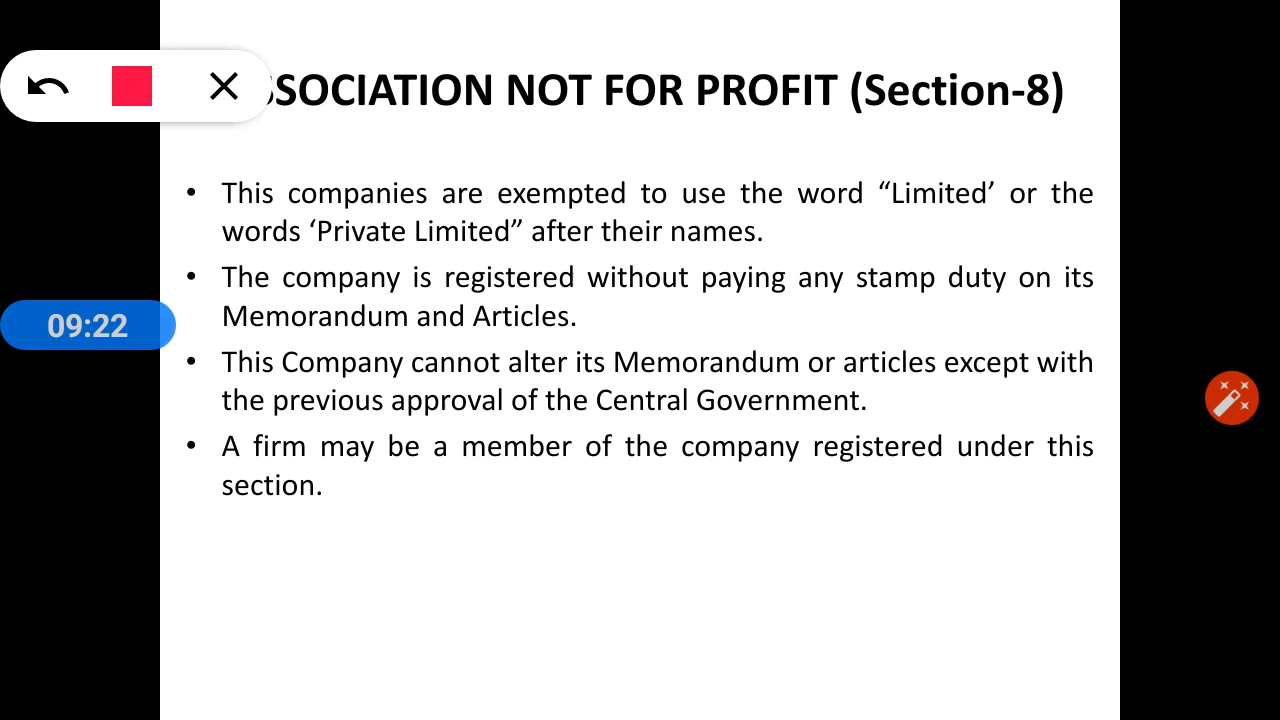 SSOCIATION NOT FOR PROFIT (Section-8)
• This companies are exempted to use the word “Limited’ or the
words ‘Private Limited” after their names.
• The company is registered without paying any stamp duty on its
Memorandum and Articles.
09:22
• This Company cannot alter its Memorandum or articles except with
the previous approval of the Central Government.
• A firm may be a member of the company registered under this
section.